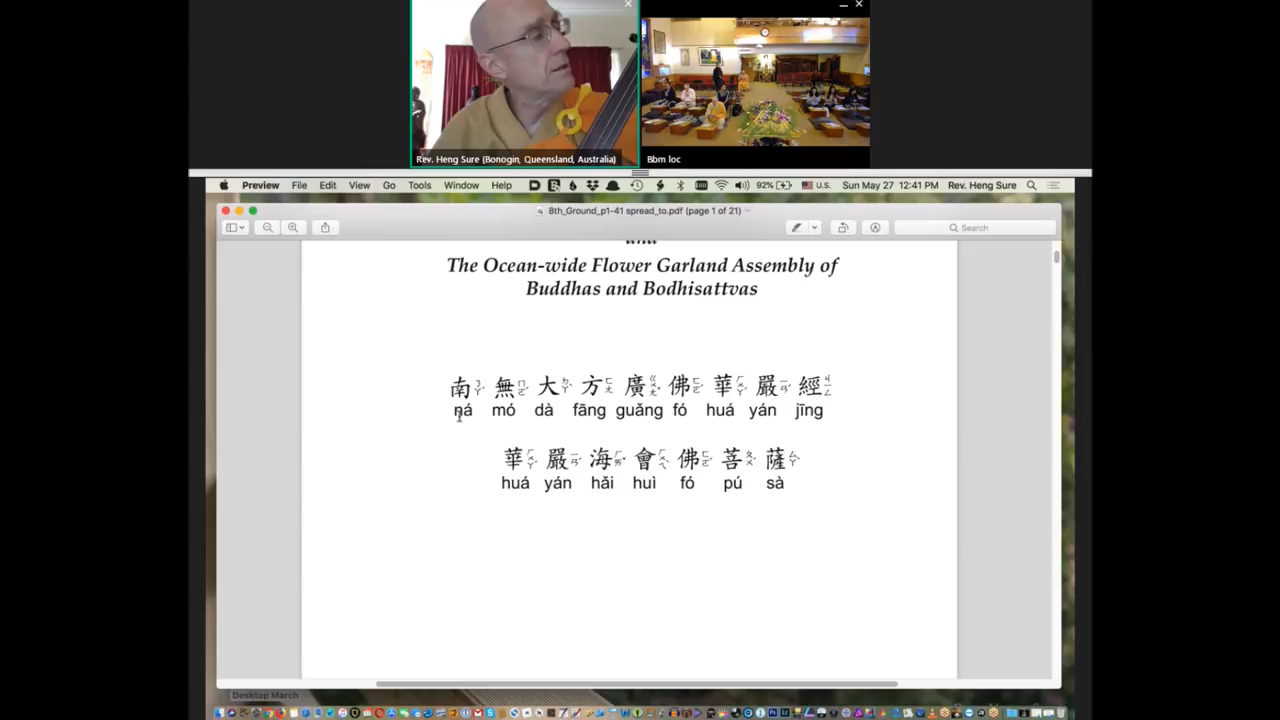 Rev. Heng Sure (Bonogin, Queensland, Australia)
Bbm loc
Preview File Edit View Go Tools Window Help 92% U.S. Sun May 27 12:41 PM Rev. Heng Sure
8th_Ground_p1-41 spread_to.pdf (page 1 of 21)
Search
and
The Ocean-wide Flower Garland Assembly of
Buddhas and Bodhisattvas
南 無 大 方 廣 佛 華 嚴 經
ná mó dà fāng guǎng fó huá yán jīng
華 嚴 海 會 佛 菩 薩
huá yán hǎi huì fó pú sà
Desktop March